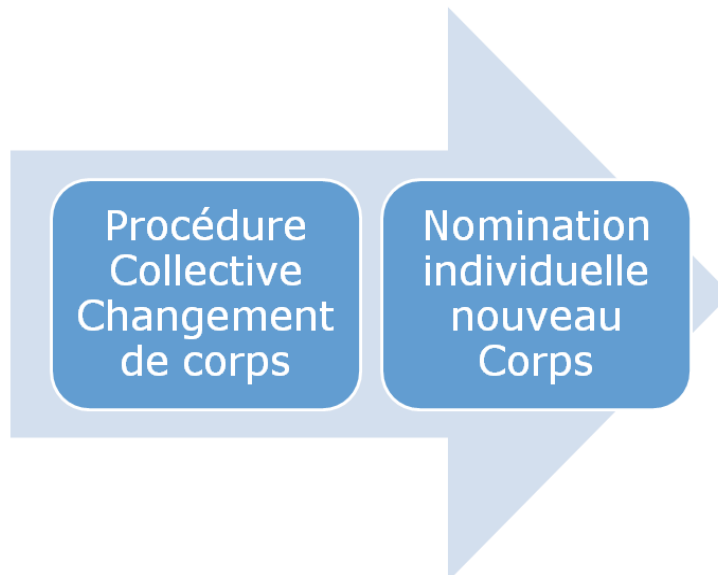 Procédure
Collective
Changement
de corps
Nomination
individuelle
nouveau
Corps